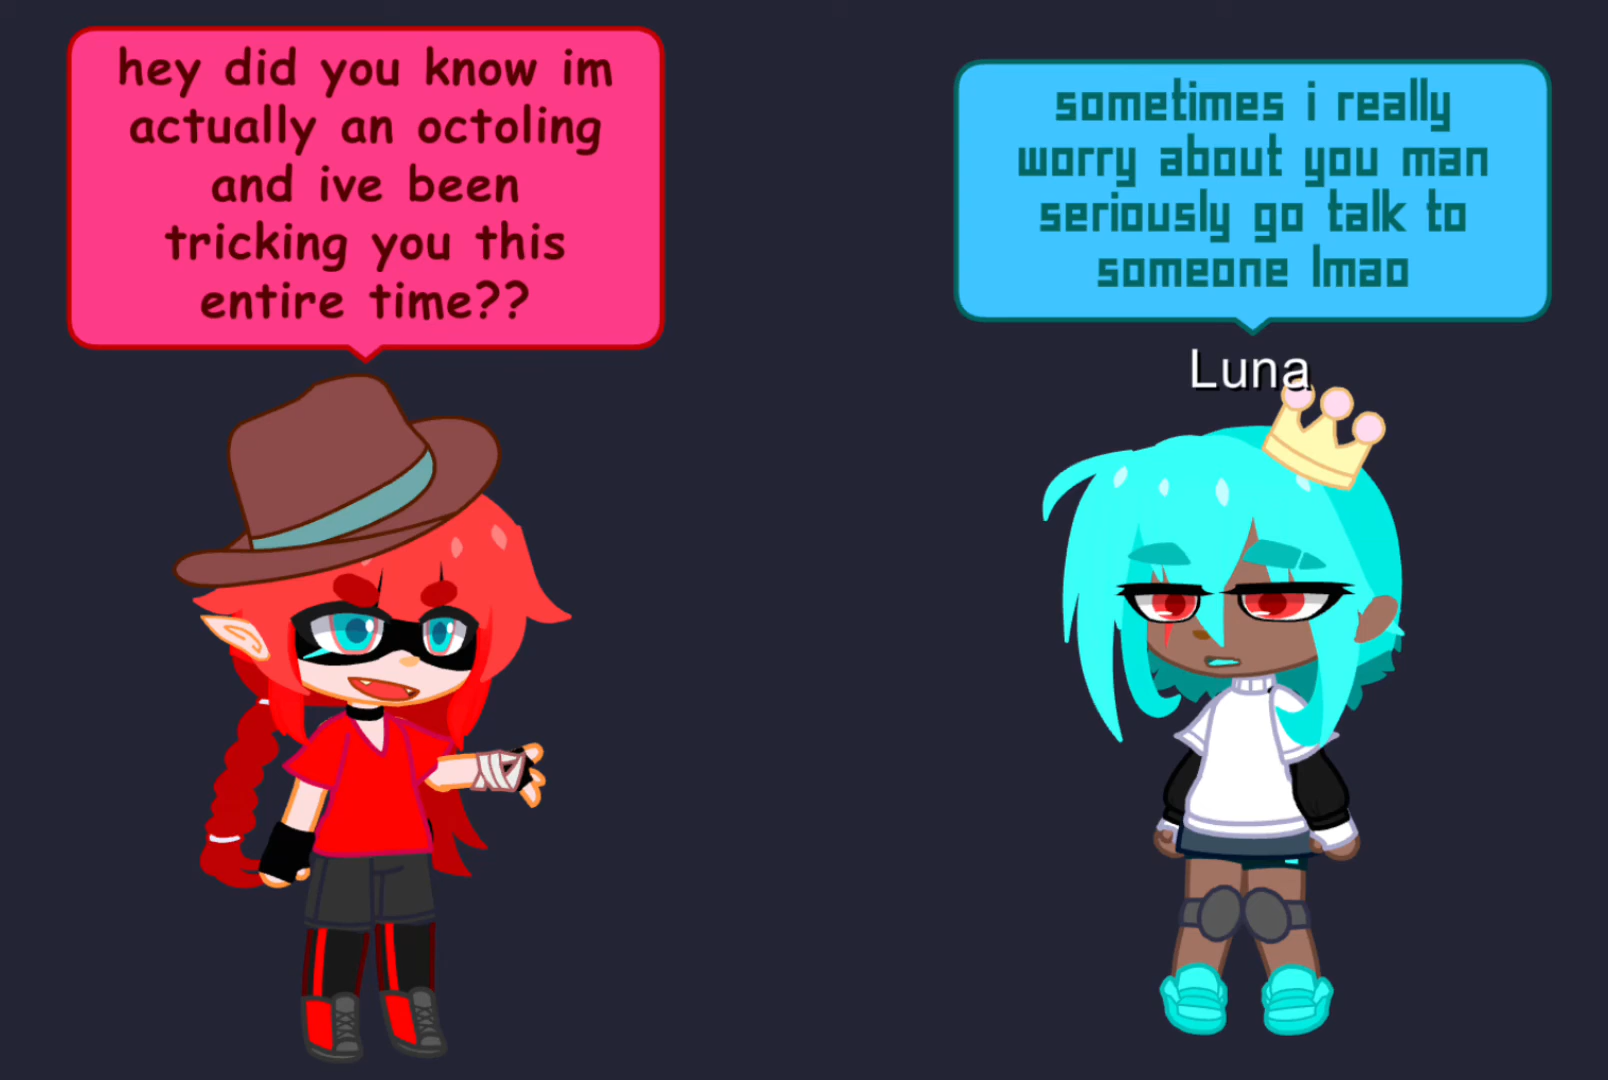 hey did you know im
actually an octoling
and ive been
tricking you this
entire time??
sometimes i really
worry about you man
seriously go talk to
someone lmao
Luna